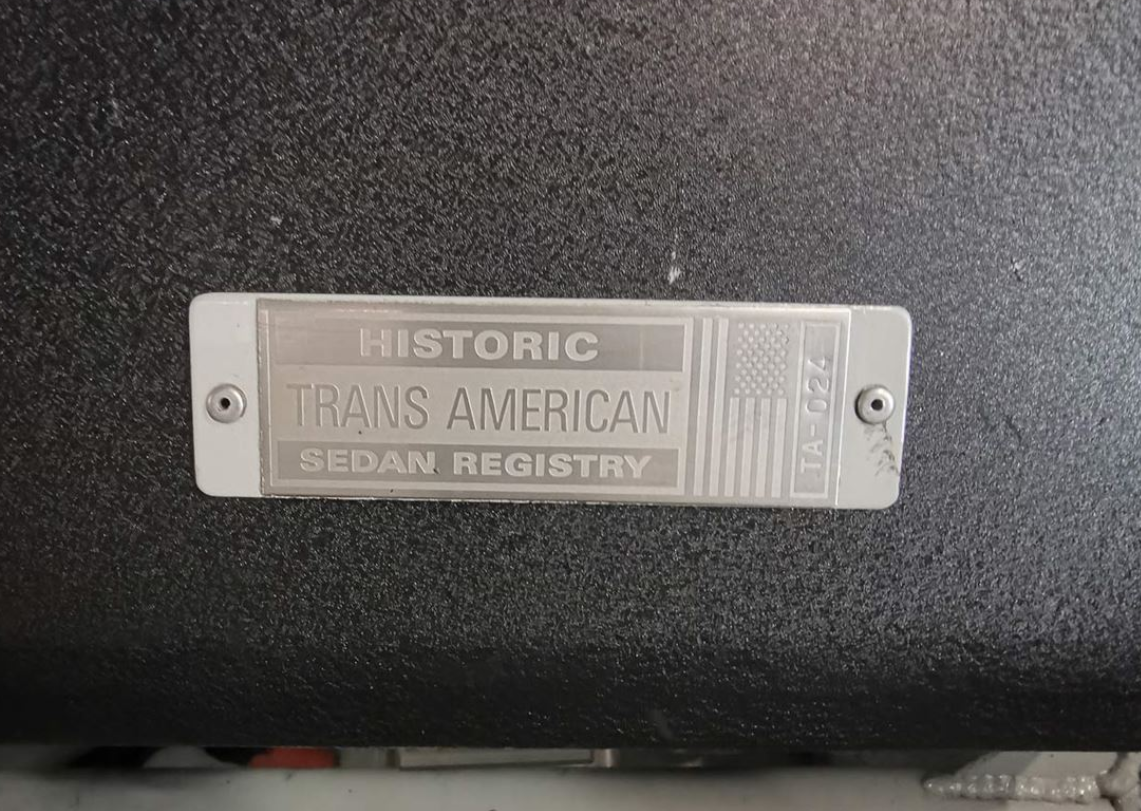 HISTORIC
TRANS AMERICAN
SEDAN REGISTRY
TA-024